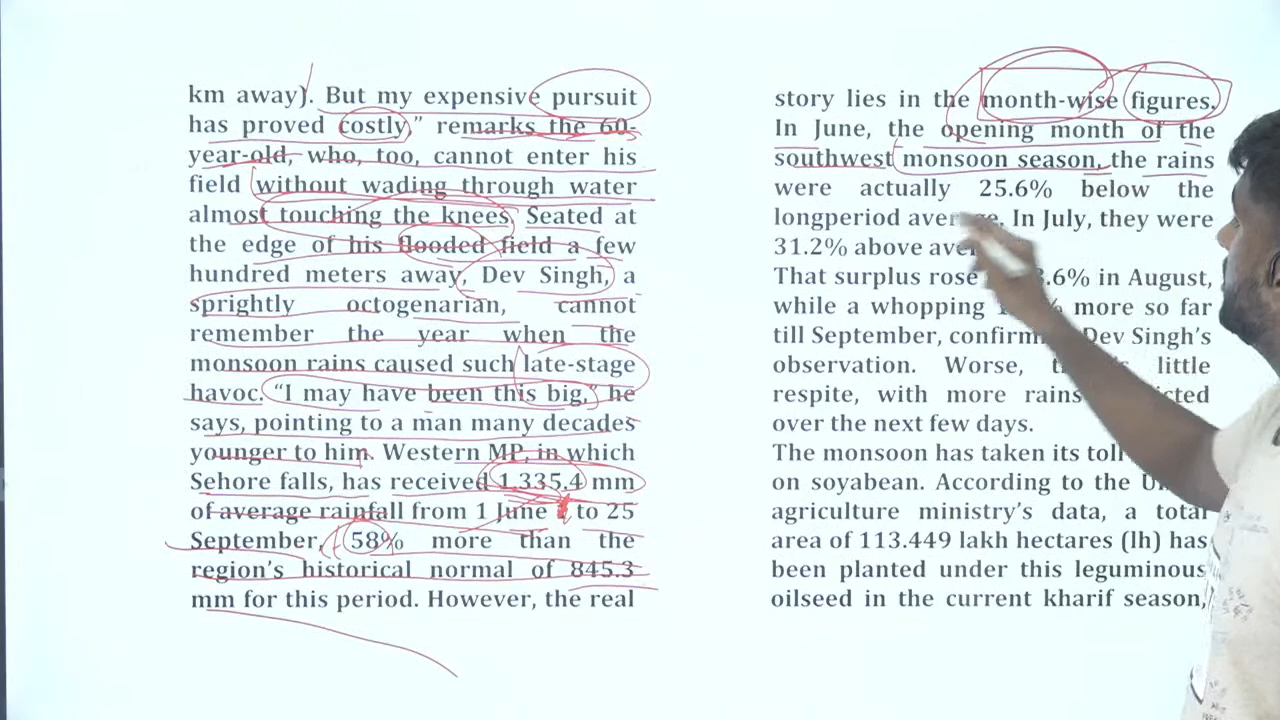 km away). But my expensive pursuit
has proved costly,” remarks the 60-
year-old, who, too, cannot enter his
field without wading through water
almost touching the knees. Seated at
the edge of his flooded field a few
hundred meters away, Dev Singh, a
sprightly octogenarian, cannot
remember the year when the
monsoon rains caused such late-stage
havoc. “I may have been this big,” he
says, pointing to a man many decades
younger to him. Western MP, in which
Sehore falls, has received 1,335.4 mm
of average rainfall from 1 June to 25
September, 58% more than the
region’s historical normal of 845.3
mm for this period. However, the real
story lies in the month-wise figures.
In June, the opening month of the
southwest monsoon season, the rains
were actually 25.6% below the
longperiod average. In July, they were
31.2% above
That surplus rose in August,
while a whopping more so far
till September, Dev Singh’s
observation. Worse, little
respite, with more rains
over the next few days.
The monsoon has taken its toll
on soyabean. According to the
agriculture ministry’s data, a total
area of 113.449 lakh hectares (lh) has
been planted under this leguminous
oilseed in the current kharif season,